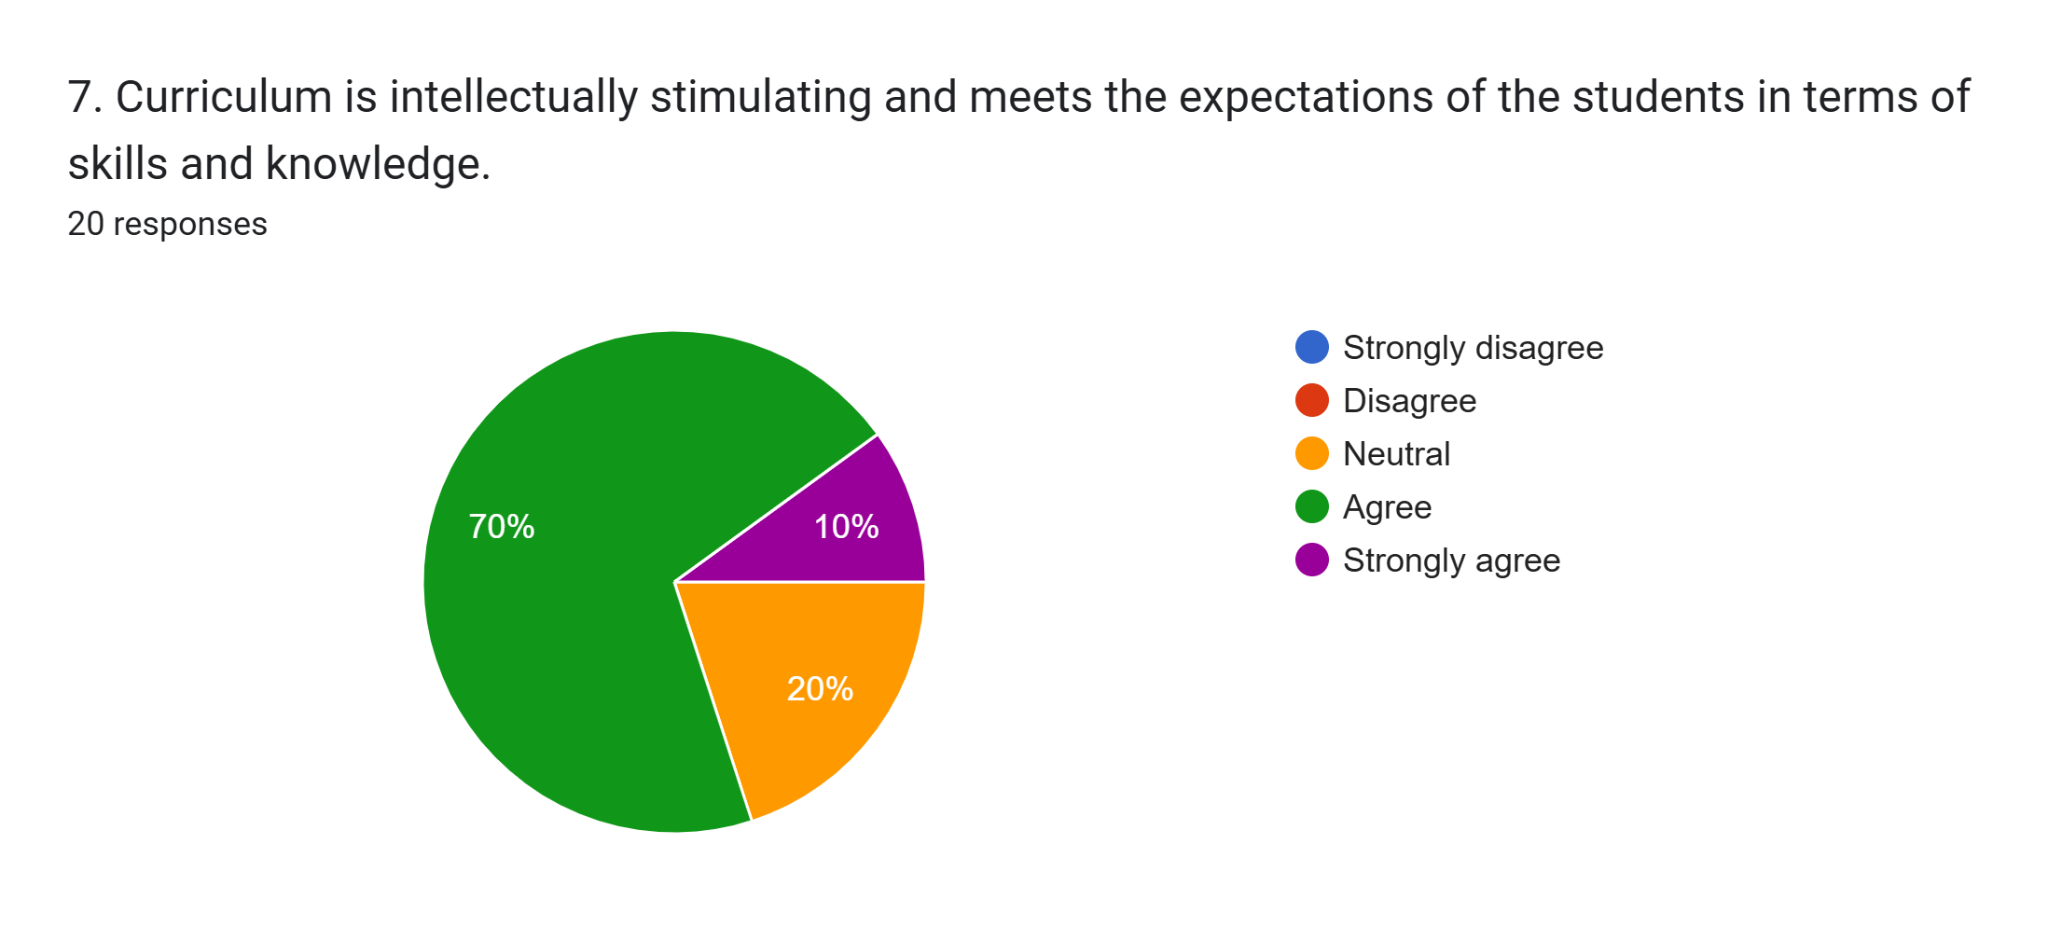 7. Curriculum is intellectually stimulating and meets the expectations of the students in terms of
skills and knowledge.
20 responses
70%
10%
20%
Strongly disagree
Disagree
Neutral
Agree
Strongly agree